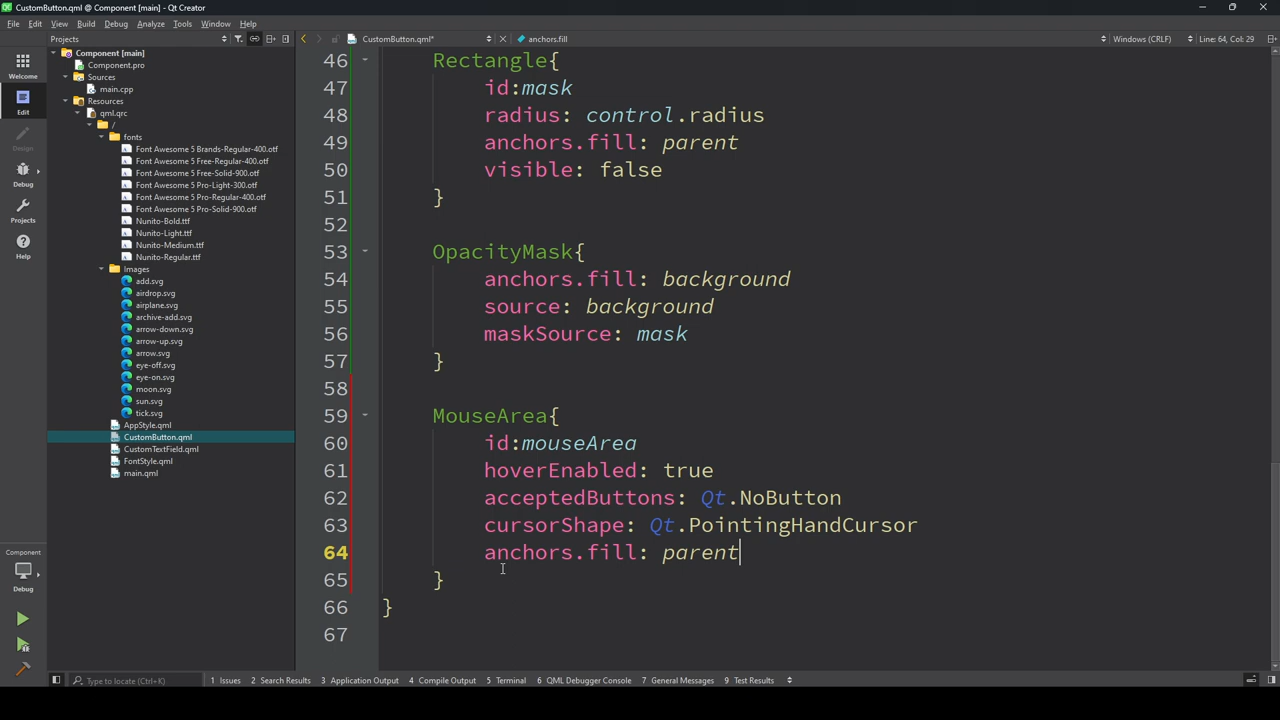 CustomButton.qml @ Component [main] - Qt Creator
File Edit View Build Debug Analyze Tools Window Help
Projects
CustomButton.qml*
anchors.fill
Windows (CRLF)
Line: 64, Col: 29
Welcome
Edit
Design
Debug
Projects
Help
Component
Debug
Component [main]
Component.pro
Sources
main.cpp
Resources
qml.qrc
/
fonts
Font Awesome 5 Brands-Regular-400.otf
Font Awesome 5 Free-Regular-400.otf
Font Awesome 5 Free-Solid-900.otf
Font Awesome 5 Pro-Light-300.otf
Font Awesome 5 Pro-Regular-400.otf
Font Awesome 5 Pro-Solid-900.otf
Nunito-Bold.ttf
Nunito-Light.ttf
Nunito-Medium.ttf
Nunito-Regular.ttf
Images
add.svg
airdrop.svg
airplane.svg
archive-add.svg
arrow-down.svg
arrow-up.svg
arrow.svg
eye-off.svg
eye-on.svg
moon.svg
sun.svg
tick.svg
AppStyle.qml
CustomButton.qml
CustomTextField.qml
FontStyle.qml
main.qml
46 Rectangle{
47 id:mask
48 radius: control.radius
49 anchors.fill: parent
50 visible: false
51 }
52
53 OpacityMask{
54 anchors.fill: background
55 source: background
56 maskSource: mask
57 }
58
59 MouseArea{
60 id:mouseArea
61 hoverEnabled: true
62 acceptedButtons: Qt.NoButton
63 cursorShape: Qt.PointingHandCursor
64 anchors.fill: parent
65 }
66 }
67
Type to locate (Ctrl+K)
1 Issues 2 Search Results 3 Application Output 4 Compile Output 5 Terminal 6 QML Debugger Console 7 General Messages 9 Test Results